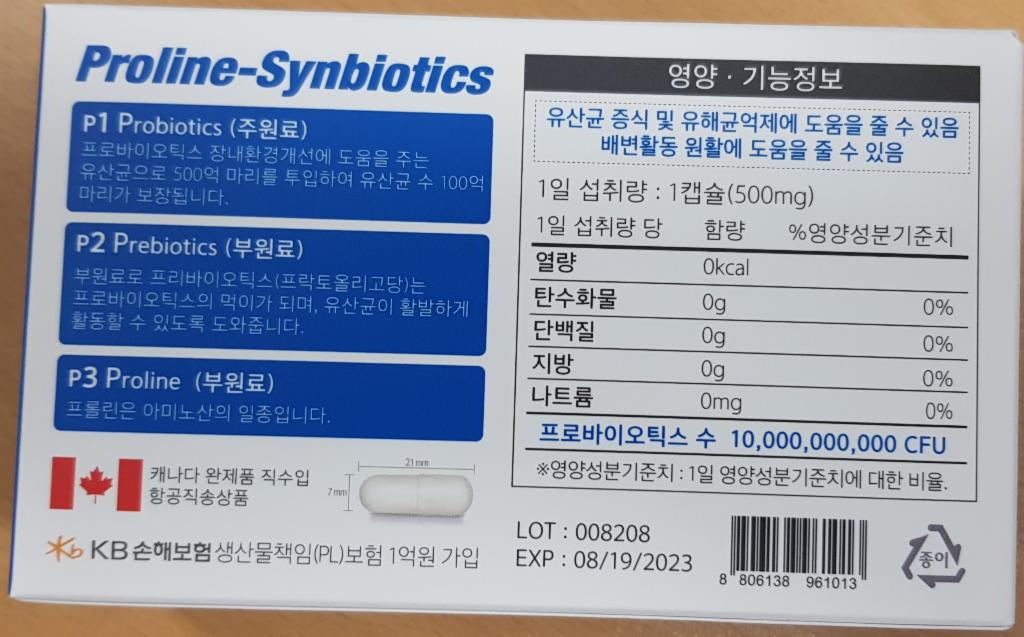 Proline-Synbiotics
P1 Probiotics (주원료)
프로바이오틱스 장내환경개선에 도움을 주는
유산균으로 500억 마리를 투입하여 유산균 수 100억
마리가 보장됩니다.
P2 Prebiotics (부원료)
부원료로 프리바이오틱스(프락토올리고당)는
프로바이오틱스의 먹이가 되며, 유산균이 활발하게
활동할 수 있도록 도와줍니다.
P3 Proline (부원료)
프롤린은 아미노산의 일종입니다.
캐나다 완제품 직수입
항공직송상품
21mm
7mm
KB손해보험 생산물책임(PL)보험 1억원 가입
영양·기능정보
유산균 증식 및 유해균억제에 도움을 줄 수 있음
배변활동 원활에 도움을 줄 수 있음
1일 섭취량 : 1캡슐(500mg)
1일 섭취량 당 함량 %영양성분기준치
열량 0kcal
탄수화물 0g 0%
단백질 0g 0%
지방 0g 0%
나트륨 0mg 0%
프로바이오틱스 수 10,000,000,000 CFU
※영양성분기준치 : 1일 영양성분기준치에 대한 비율.
LOT : 008208
EXP : 08/19/2023
8 806138 961013
종이